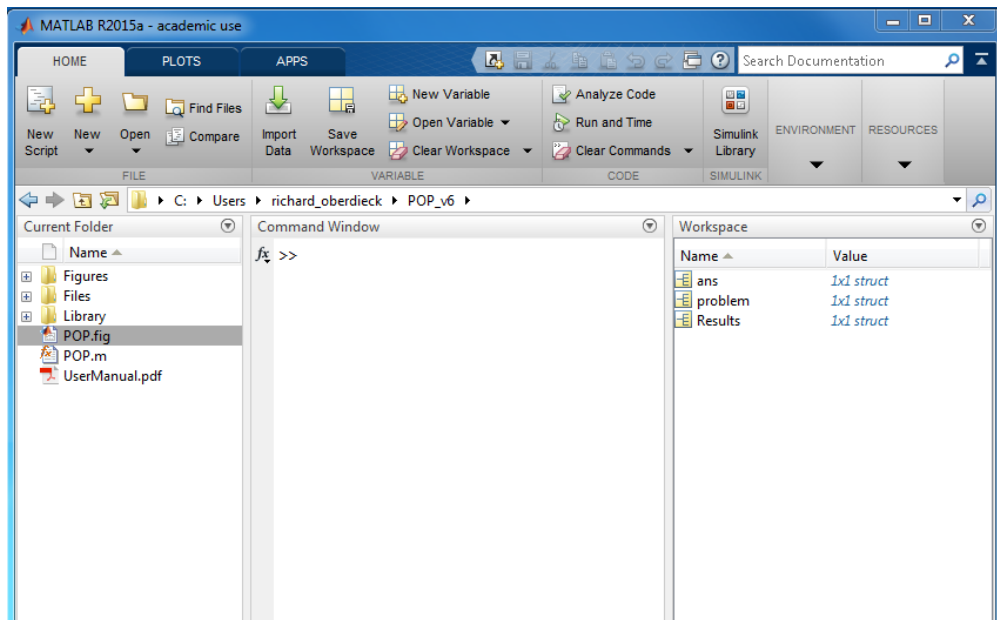 MATLAB R2015a - academic use
HOME PLOTS APPS Search Documentation
New Script
New
Open
Find Files
Compare
FILE
Import Data
Save Workspace
New Variable
Open Variable
Clear Workspace
VARIABLE
Analyze Code
Run and Time
Clear Commands
CODE
Simulink Library
SIMULINK
ENVIRONMENT
RESOURCES
C: Users richard_oberdieck POP_v6
Current Folder
Name
Figures
Files
Library
POP.fig
POP.m
UserManual.pdf
Command Window
fx >>
Workspace
Name Value
ans 1x1 struct
problem 1x1 struct
Results 1x1 struct